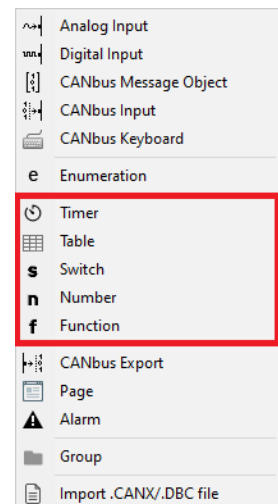 Analog Input
Digital Input
CANbus Message Object
CANbus Input
CANbus Keyboard
e Enumeration
Timer
Table
s Switch
n Number
f Function
CANbus Export
Page
Alarm
Group
Import .CANX/.DBC file